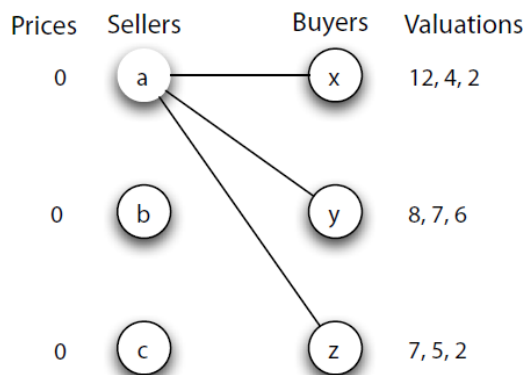 Prices Sellers Buyers Valuations
0 a x 12, 4, 2
0 b y 8, 7, 6
0 c z 7, 5, 2